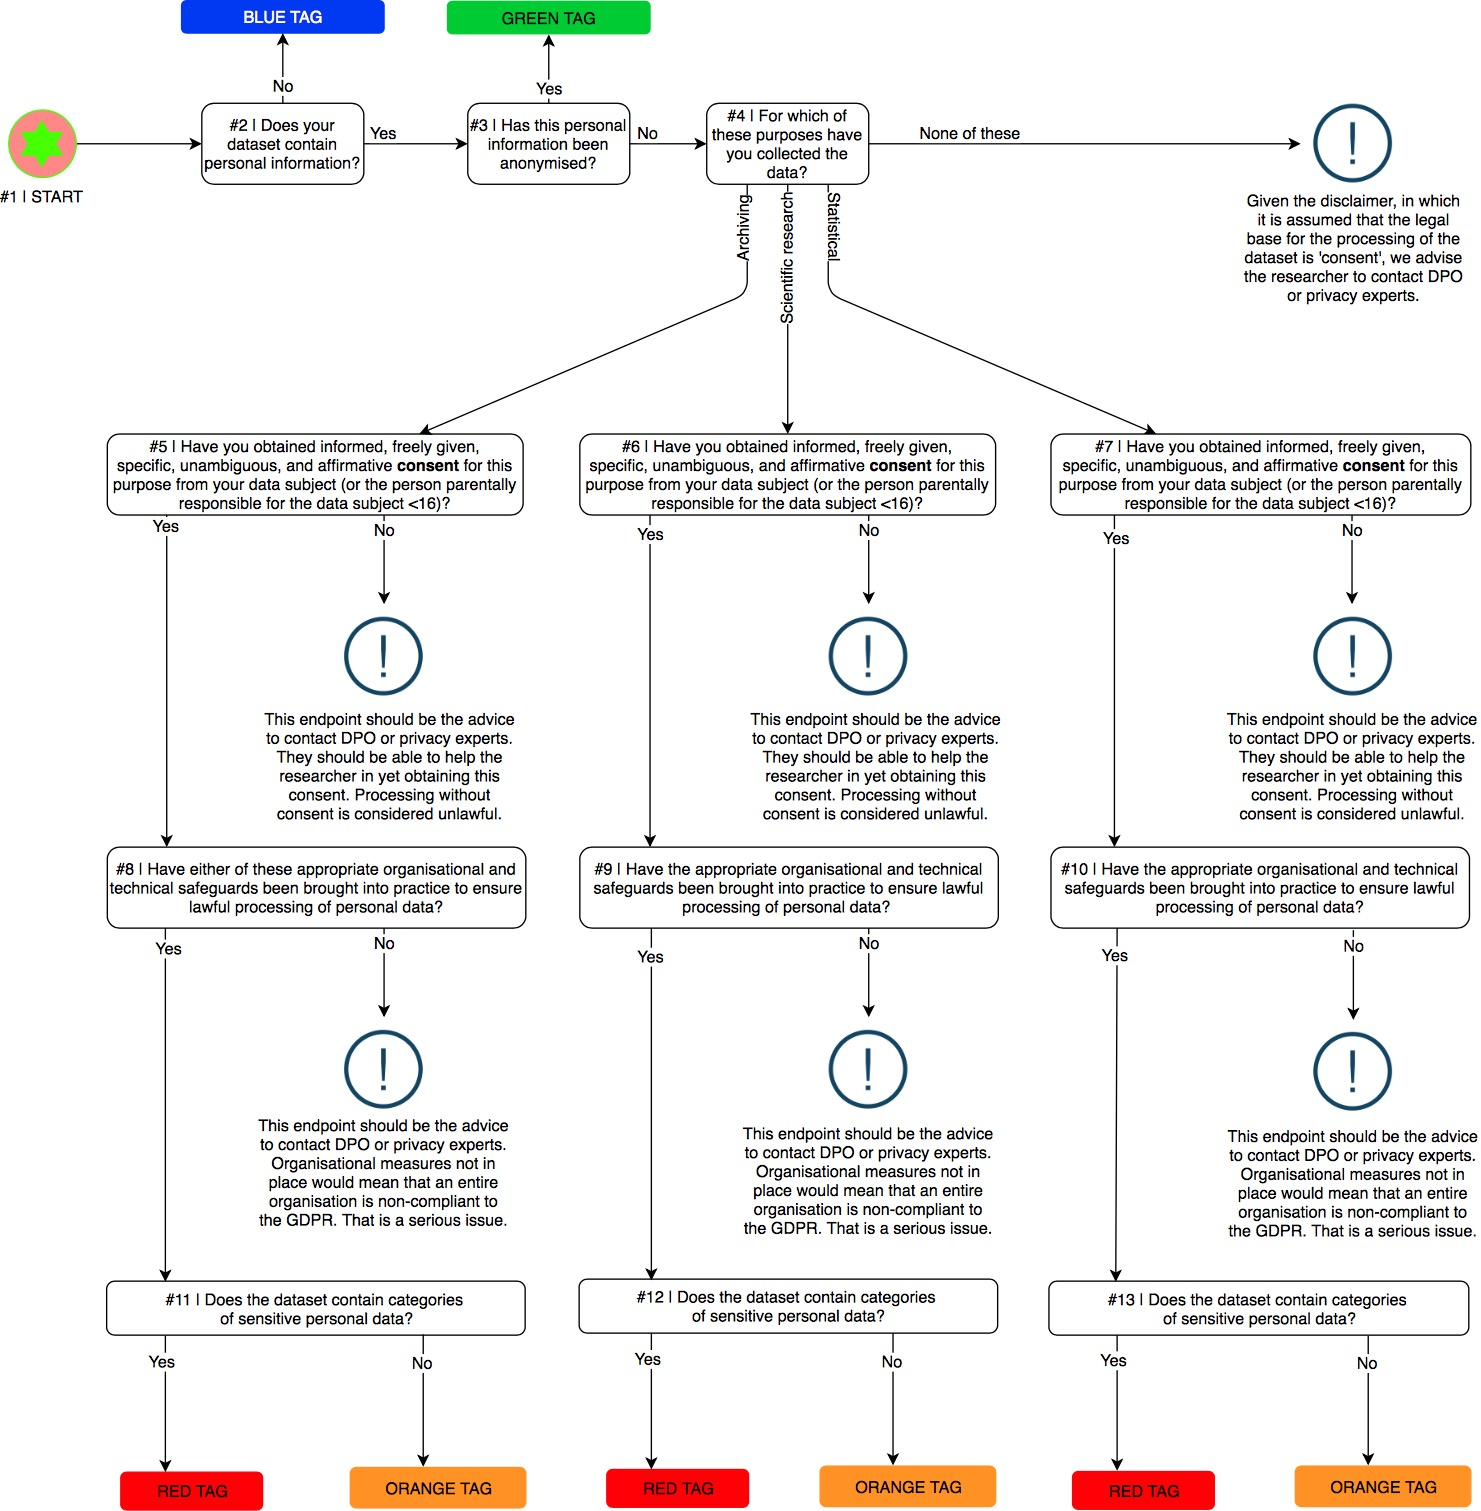 BLUE TAG
GREEN TAG
No
Yes
#1 | START
#2 | Does your
dataset contain
personal information?
Yes
#3 | Has this personal
information been
anonymised?
No
#4 | For which of
these purposes have
you collected the
data?
None of these
Given the disclaimer, in which
it is assumed that the legal
base for the processing of the
dataset is 'consent', we advise
the researcher to contact DPO
or privacy experts.
Archiving
Scientific research
Statistical
#5 | Have you obtained informed, freely given,
specific, unambiguous, and affirmative consent for this
purpose from your data subject (or the person parentally
responsible for the data subject <16)?
#6 | Have you obtained informed, freely given,
specific, unambiguous, and affirmative consent for this
purpose from your data subject (or the person parentally
responsible for the data subject <16)?
#7 | Have you obtained informed, freely given,
specific, unambiguous, and affirmative consent for this
purpose from your data subject (or the person parentally
responsible for the data subject <16)?
Yes
No
Yes
No
Yes
No
This endpoint should be the advice
to contact DPO or privacy experts.
They should be able to help the
researcher in yet obtaining this
consent. Processing without
consent is considered unlawful.
This endpoint should be the advice
to contact DPO or privacy experts.
They should be able to help the
researcher in yet obtaining this
consent. Processing without
consent is considered unlawful.
This endpoint should be the advice
to contact DPO or privacy experts.
They should be able to help the
researcher in yet obtaining this
consent. Processing without
consent is considered unlawful.
#8 | Have either of these appropriate organisational and
technical safeguards been brought into practice to ensure
lawful processing of personal data?
#9 | Have the appropriate organisational and technical
safeguards been brought into practice to ensure lawful
processing of personal data?
#10 | Have the appropriate organisational and technical
safeguards been brought into practice to ensure lawful
processing of personal data?
Yes
No
Yes
No
Yes
No
This endpoint should be the advice
to contact DPO or privacy experts.
Organisational measures not in
place would mean that an entire
organisation is non-compliant to
the GDPR. That is a serious issue.
This endpoint should be the advice
to contact DPO or privacy experts.
Organisational measures not in
place would mean that an entire
organisation is non-compliant to
the GDPR. That is a serious issue.
This endpoint should be the advice
to contact DPO or privacy experts.
Organisational measures not in
place would mean that an entire
organisation is non-compliant to
the GDPR. That is a serious issue.
#11 | Does the dataset contain categories
of sensitive personal data?
#12 | Does the dataset contain categories
of sensitive personal data?
#13 | Does the dataset contain categories
of sensitive personal data?
Yes
No
Yes
No
Yes
No
RED TAG
ORANGE TAG
RED TAG
ORANGE TAG
RED TAG
ORANGE TAG